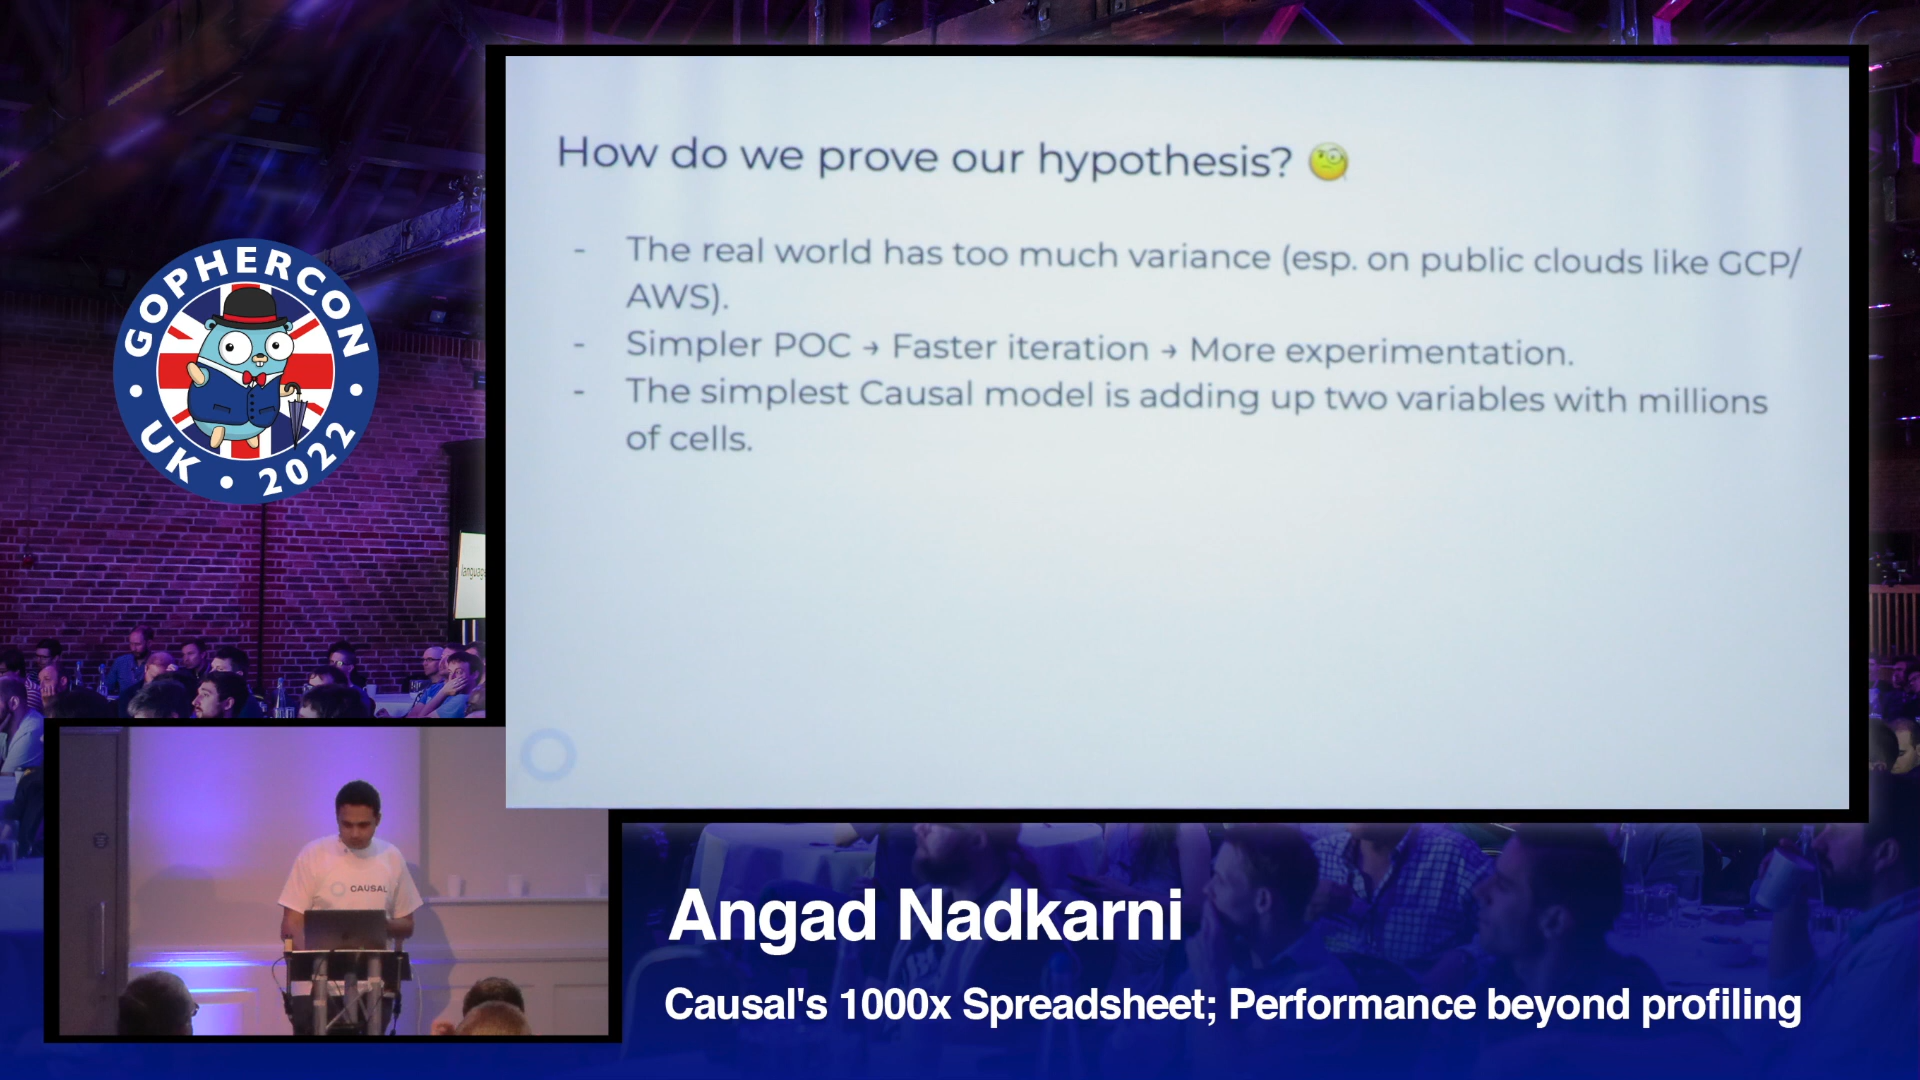 How do we prove our hypothesis? 🧐
- The real world has too much variance (esp. on public clouds like GCP/
AWS).
- Simpler POC → Faster iteration → More experimentation.
- The simplest Causal model is adding up two variables with millions
of cells.
GOPHERCON
UK • 2022
language
CAUSAL
Angad Nadkarni
Causal's 1000x Spreadsheet; Performance beyond profiling